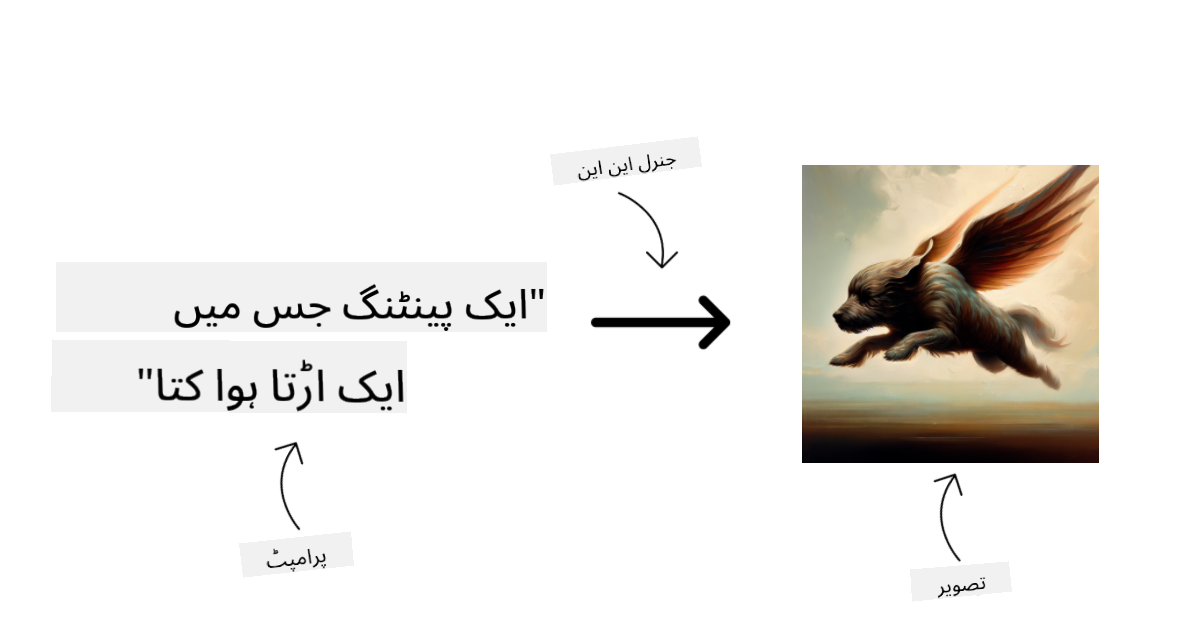 جنرل این این
"ایک پینٹنگ جس میں
ایک اڑتا ہوا کتا"
پرامپٹ
تصویر